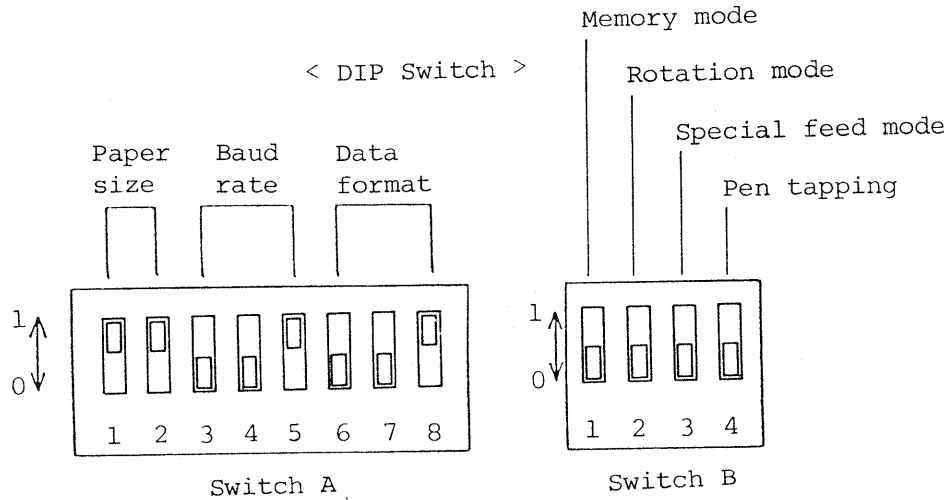 Memory mode
< DIP Switch >
Rotation mode
Special feed mode
Paper size
Baud rate
Data format
Pen tapping
1
0
1 2 3 4 5 6 7 8
Switch A
1
0
1 2 3 4
Switch B